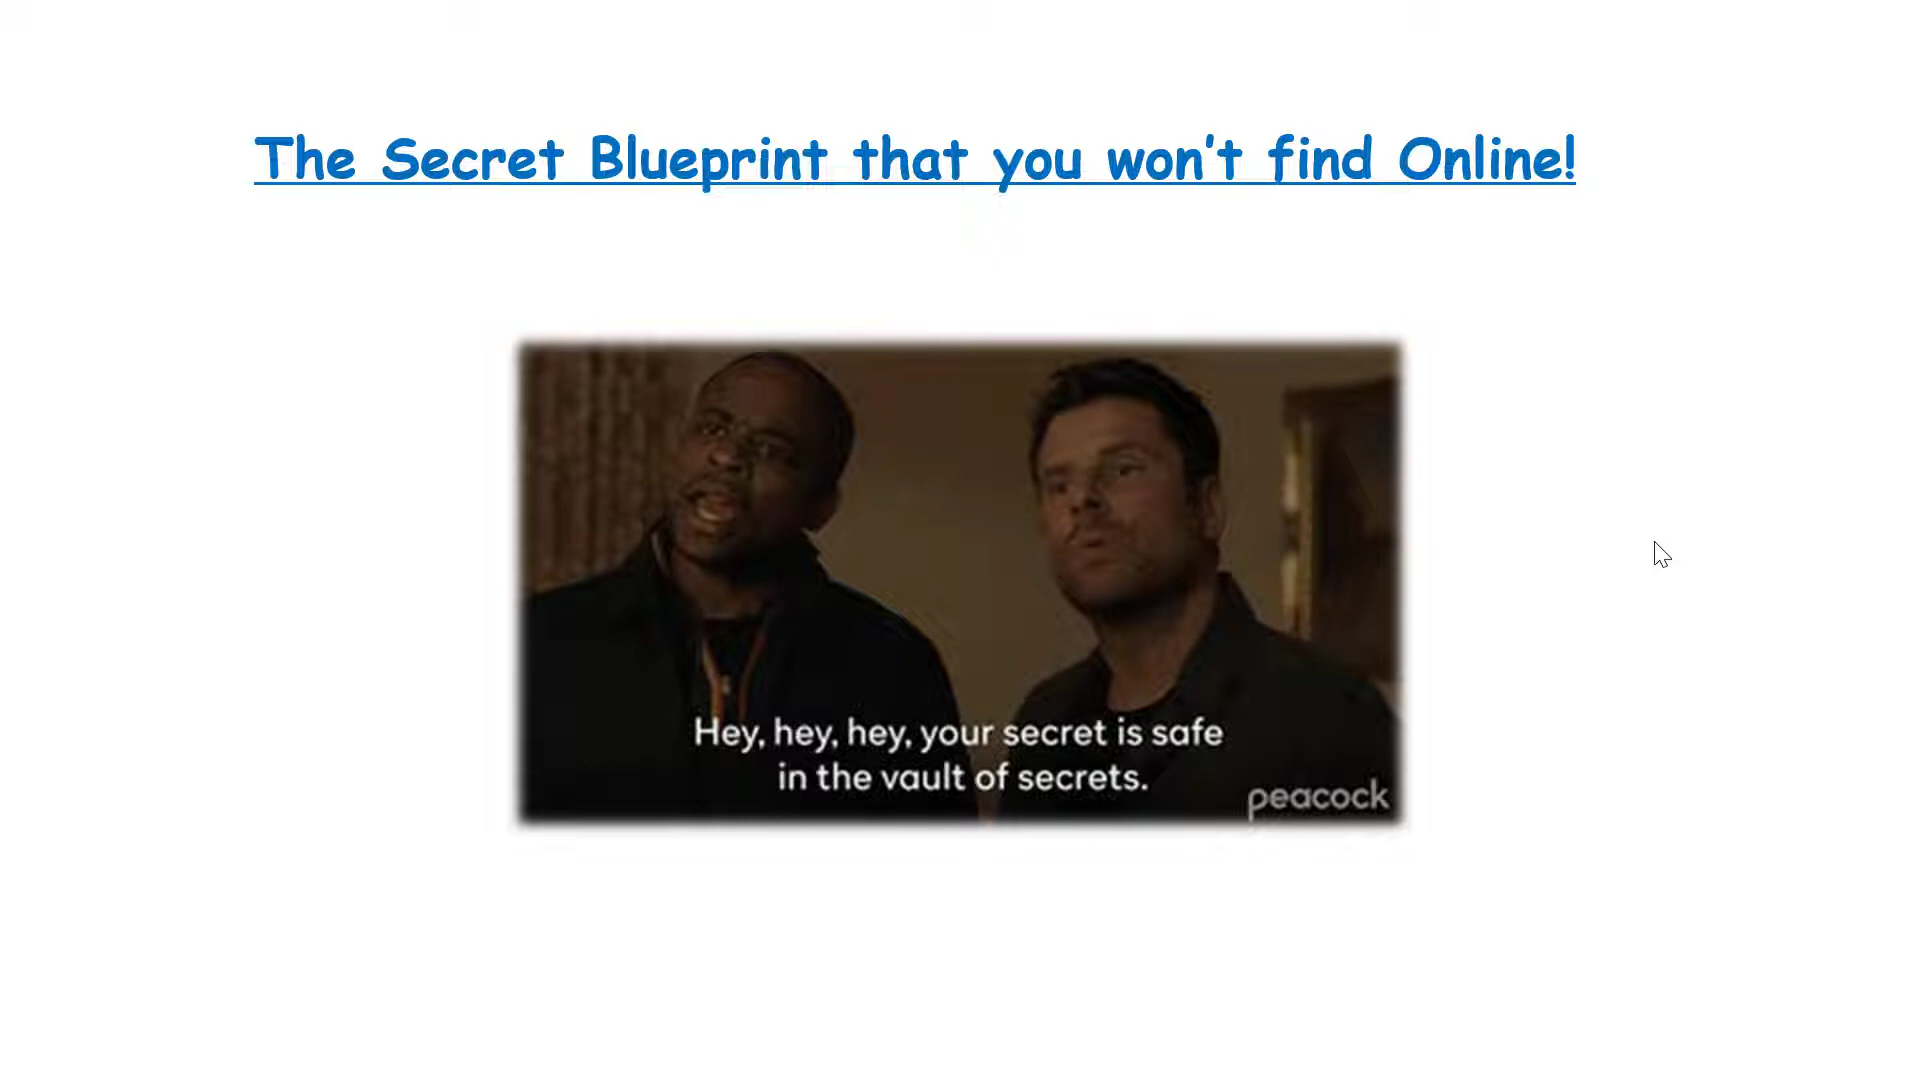 The Secret Blueprint that you won't find Online!
Hey, hey, hey, your secret is safe
in the vault of secrets.
peacock